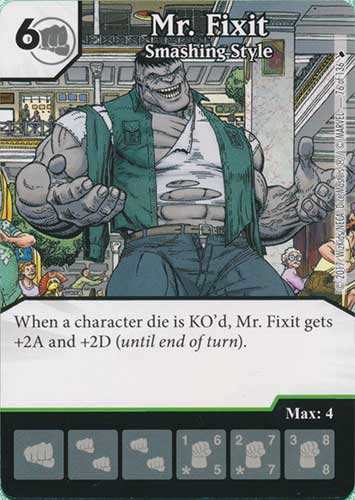 6
Mr. Fixit
Smashing Style
When a character die is KO'd, Mr. Fixit gets
+2A and +2D (until end of turn).
Max: 4
1 6
* 5
2 7
* 7
3 8
8